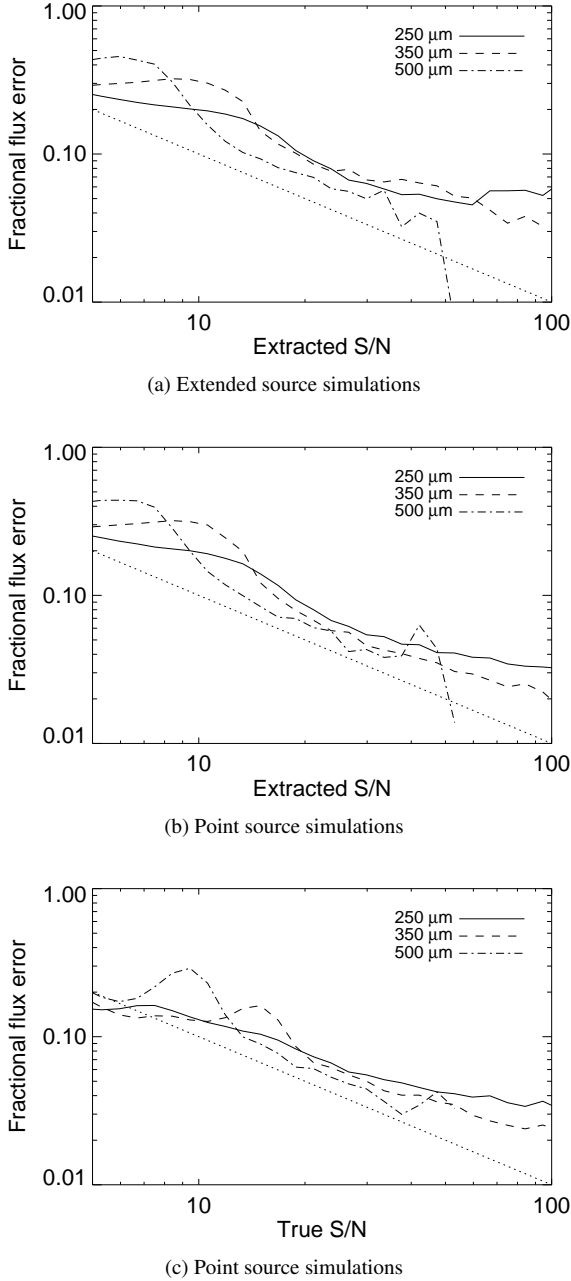 1.00
0.10
0.01
Fractional flux error
250 μm
350 μm
500 μm
10
100
Extracted S/N
(a) Extended source simulations
1.00
0.10
0.01
Fractional flux error
250 μm
350 μm
500 μm
10
100
Extracted S/N
(b) Point source simulations
1.00
0.10
0.01
Fractional flux error
250 μm
350 μm
500 μm
10
100
True S/N
(c) Point source simulations